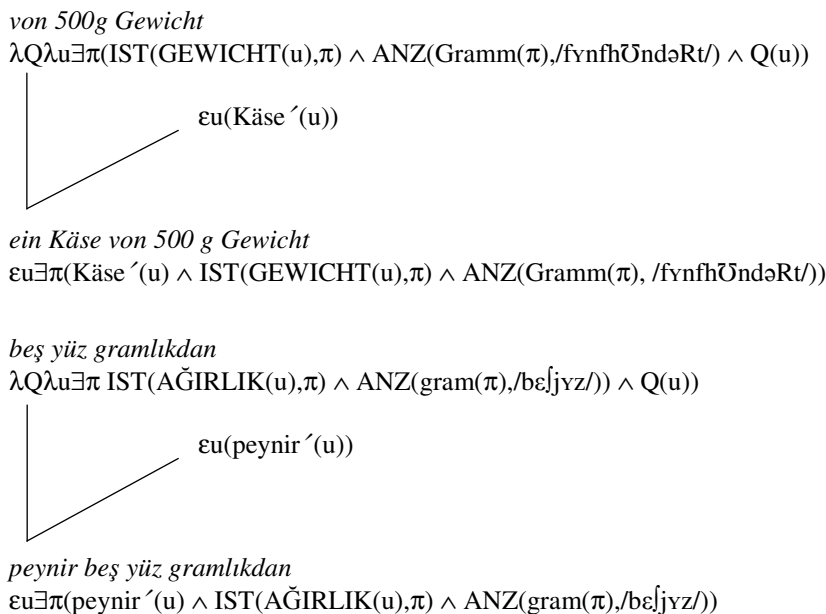 von 500g Gewicht
λQλu∃π(IST(GEWICHT(u),π) ∧ ANZ(Gramm(π),/fʏnfhƱndəRt/) ∧ Q(u))
εu(Käse´(u))
ein Käse von 500 g Gewicht
εu∃π(Käse´(u) ∧ IST(GEWICHT(u),π) ∧ ANZ(Gramm(π), /fʏnfhƱndəRt/))
beş yüz gramlıkdan
λQλu∃π IST(AĞIRLIK(u),π) ∧ ANZ(gram(π),/bɛʃjʏz/)) ∧ Q(u))
εu(peynir´(u))
peynir beş yüz gramlıkdan
εu∃π(peynir´(u) ∧ IST(AĞIRLIK(u),π) ∧ ANZ(gram(π),/bɛʃjʏz/))